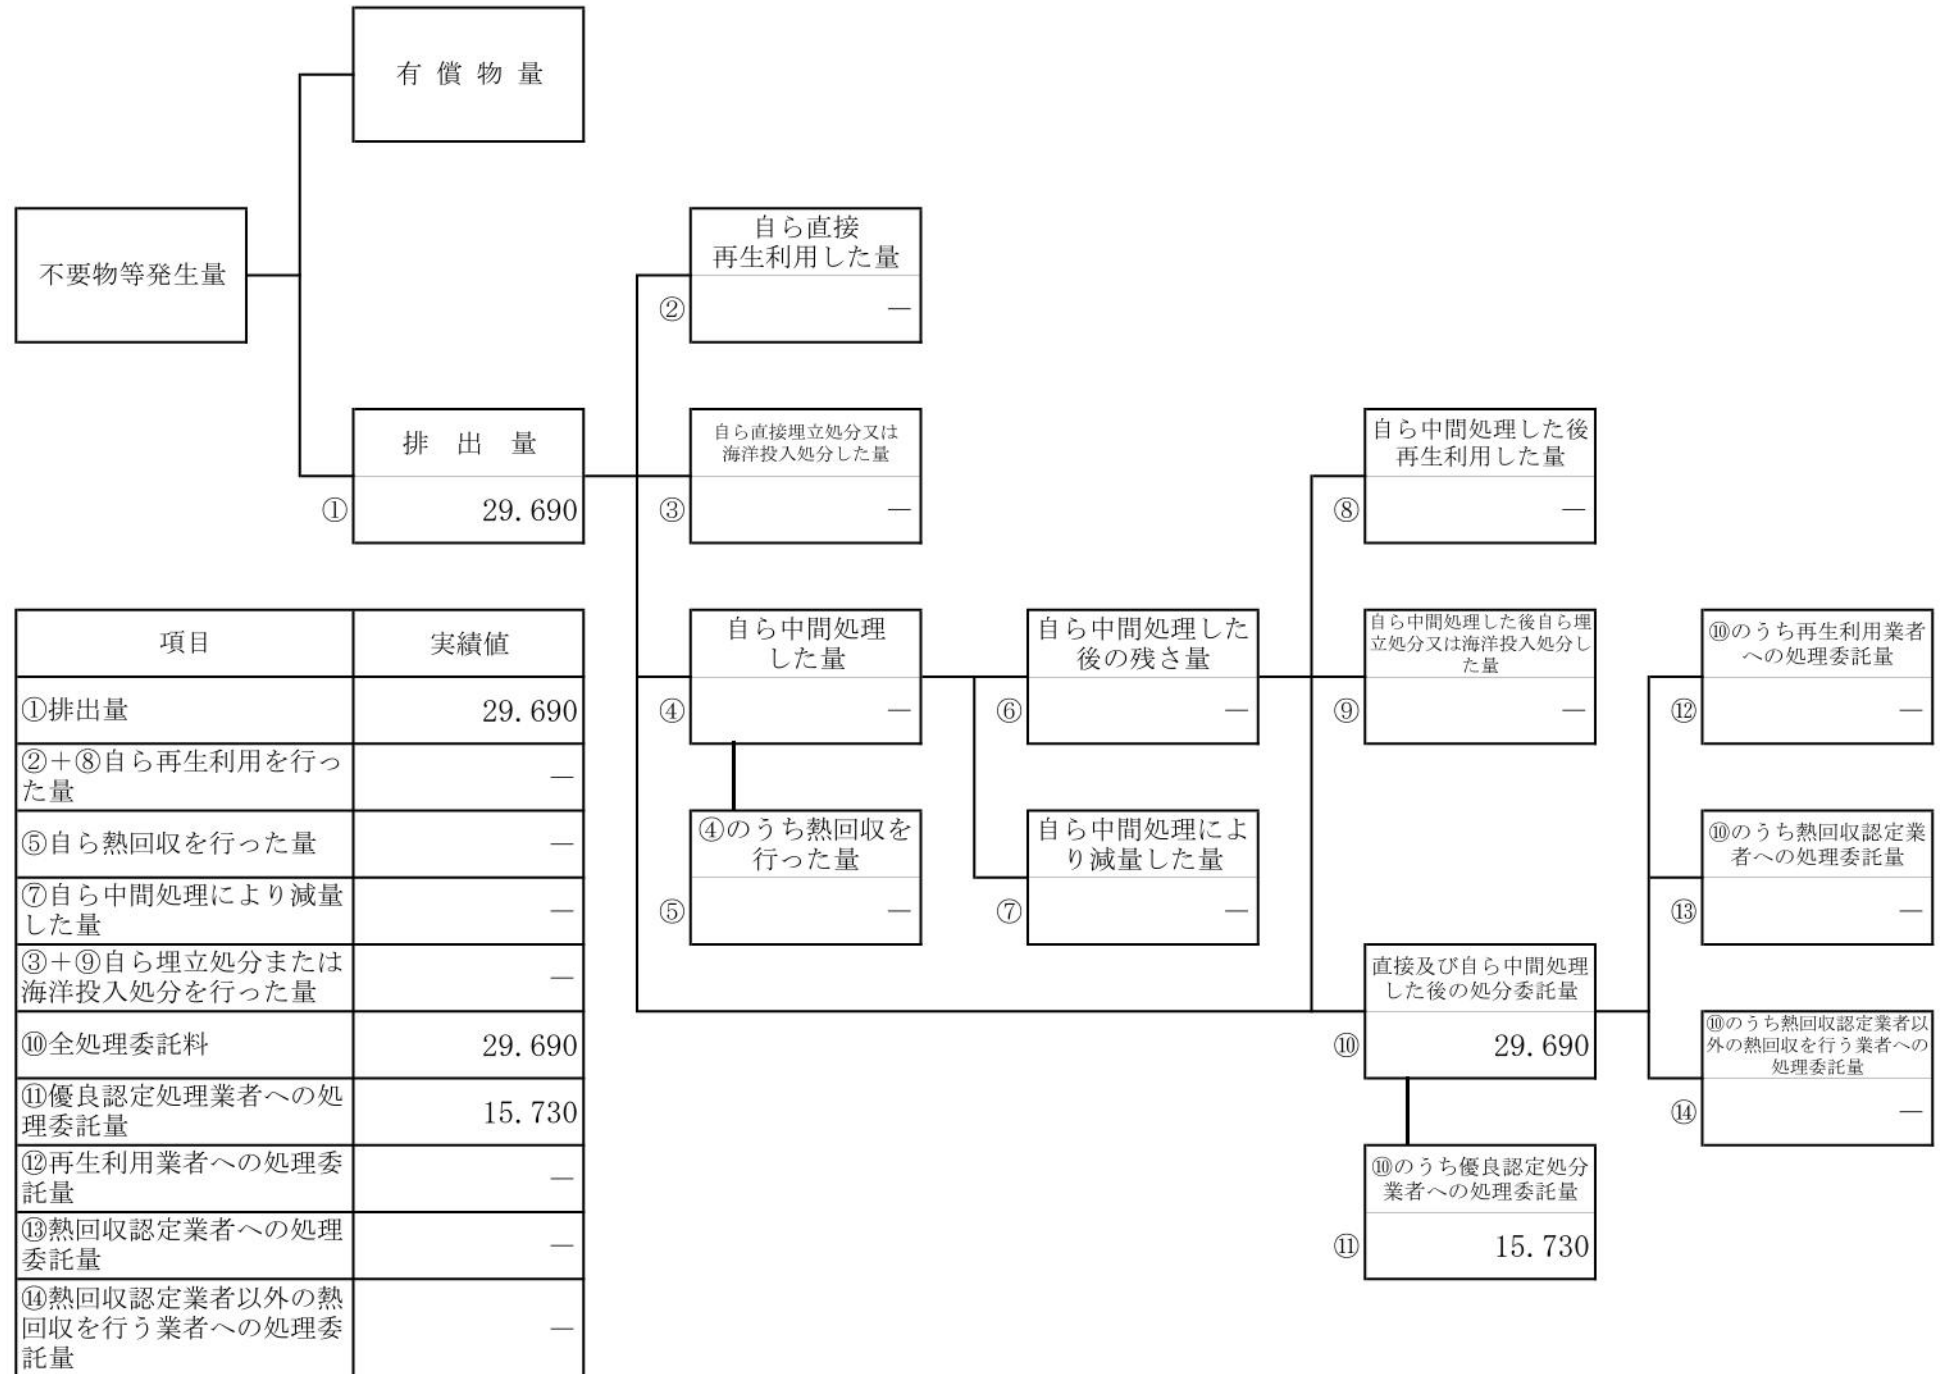 有 償 物 量
不要物等発生量
自ら直接
再生利用した量
②
―
排 出 量
①
29.690
自ら直接埋立処分又は
海洋投入処分した量
③
―
自ら中間処理した後
再生利用した量
⑧
―
自ら中間処理
した量
④
―
自ら中間処理した
後の残さ量
⑥
―
自ら中間処理した後自ら埋
立処分又は海洋投入処分し
た量
⑨
―
⑩のうち再生利用業者
への処理委託量
⑫
―
④のうち熱回収を
行った量
⑤
―
自ら中間処理によ
り減量した量
⑦
―
⑩のうち熱回収認定業
者への処理委託量
⑬
―
直接及び自ら中間処理
した後の処分委託量
⑩
29.690
⑩のうち熱回収認定業者以
外の熱回収を行う業者への
処理委託量
⑭
―
⑩のうち優良認定処分
業者への処理委託量
⑪
15.730
項目 実績値
①排出量 29.690
②＋⑧自ら再生利用を行っ
た量
―
⑤自ら熱回収を行った量 ―
⑦自ら中間処理により減量
した量
―
③＋⑨自ら埋立処分または
海洋投入処分を行った量
―
⑩全処理委託料 29.690
⑪優良認定処理業者への処
理委託量
15.730
⑫再生利用業者への処理委
託量
―
⑬熱回収認定業者への処理
委託量
―
⑭熱回収認定業者以外の熱
回収を行う業者への処理委
託量
―